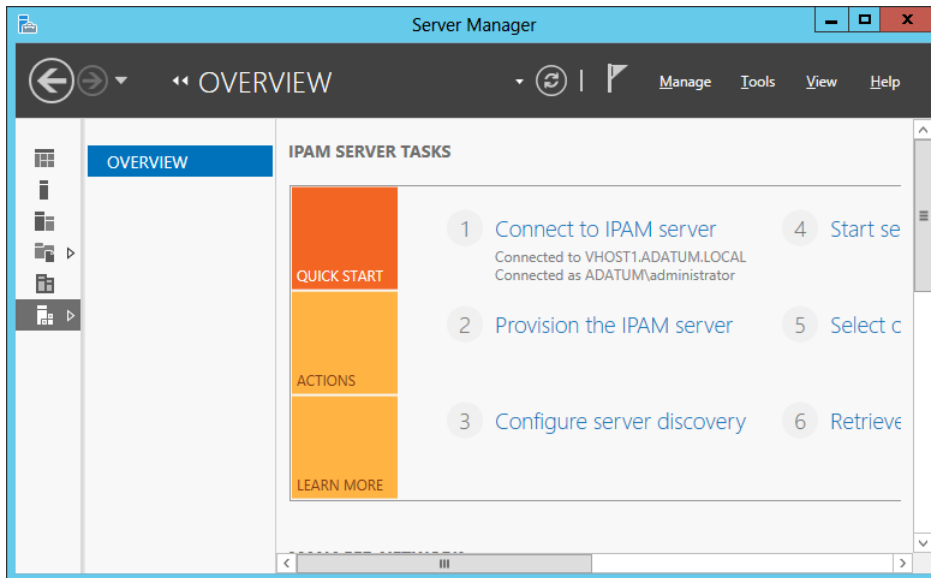 Server Manager
OVERVIEW
Manage Tools View Help
OVERVIEW
IPAM SERVER TASKS
QUICK START
ACTIONS
LEARN MORE
1 Connect to IPAM server
Connected to VHOST1.ADATUM.LOCAL
Connected as ADATUM\administrator
2 Provision the IPAM server
3 Configure server discovery
4 Start se
5 Select c
6 Retrieve